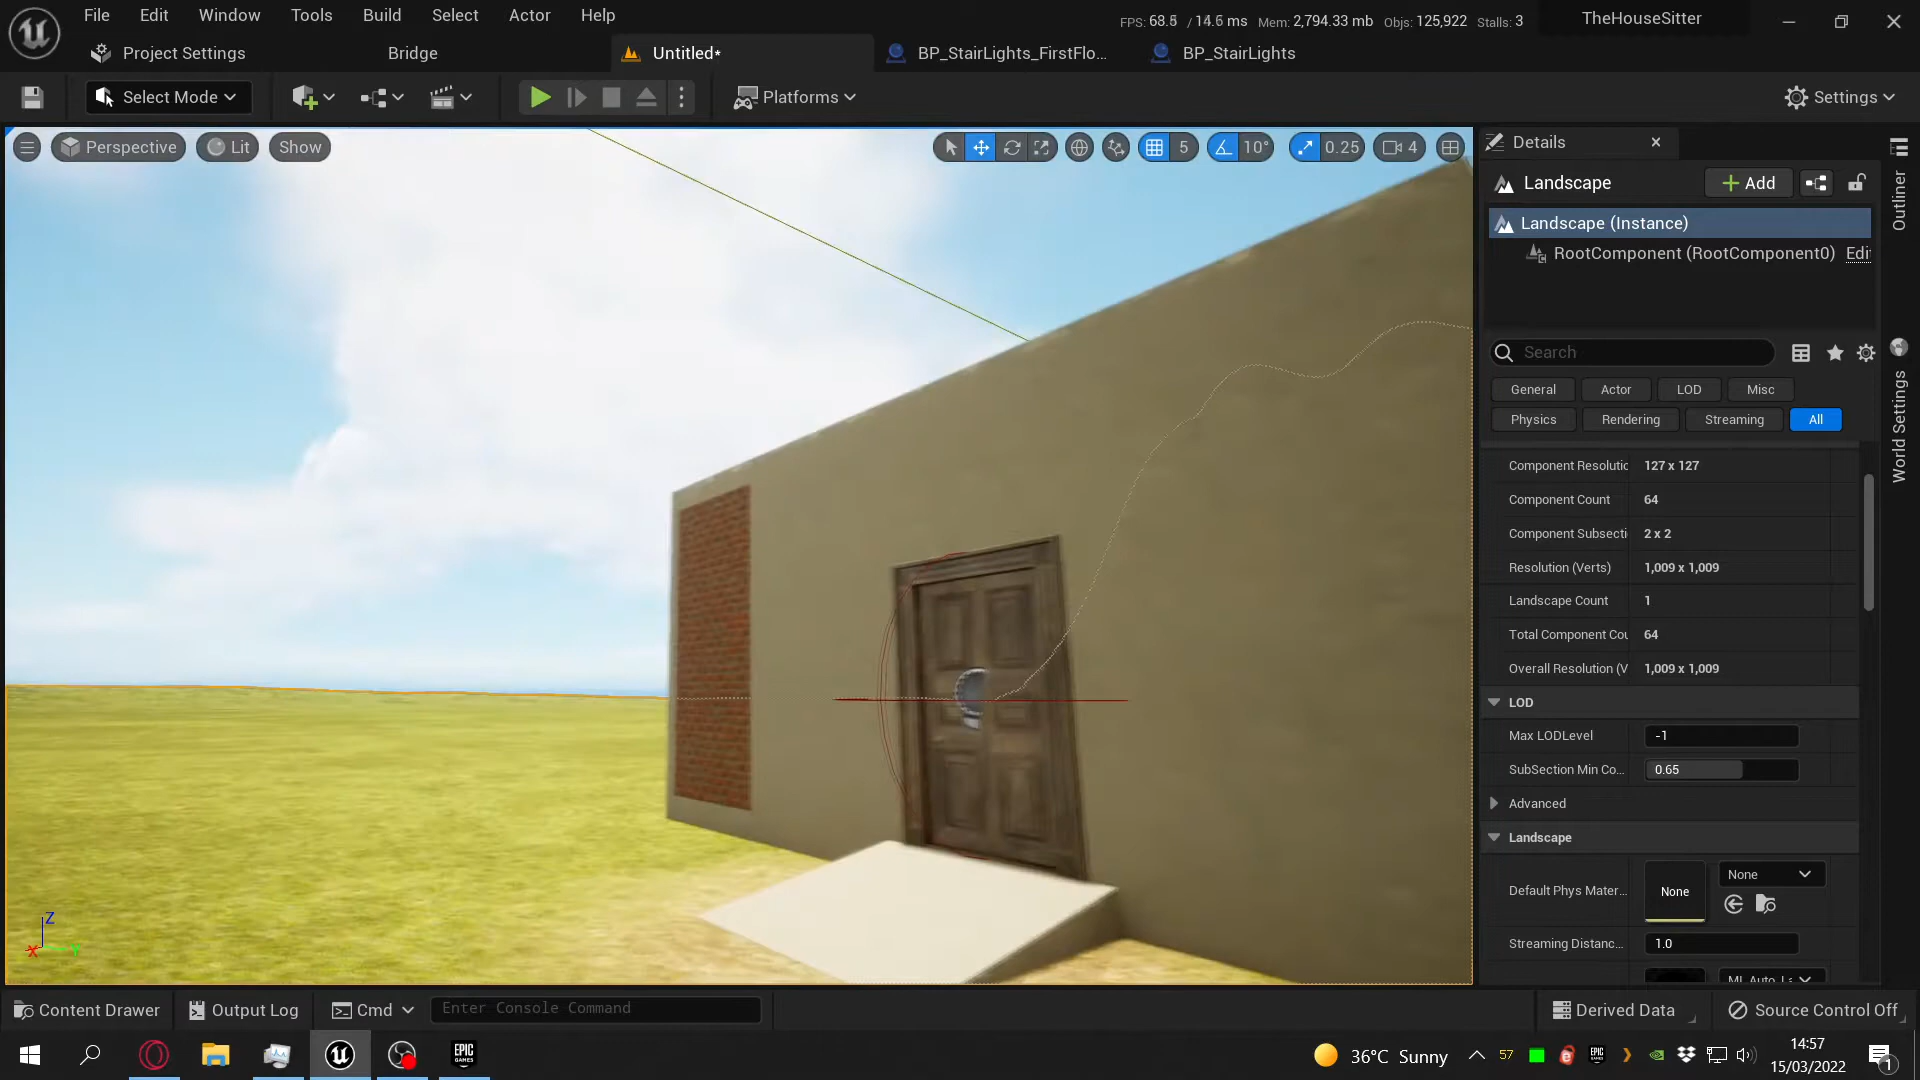 File Edit Window Tools Build Select Actor Help
FPS: 68.5 / 14.6 ms Mem: 2,794.33 mb Objs: 125,922 Stalls: 3
TheHouseSitter
Project Settings
Bridge
Untitled*
BP_StairLights_FirstFlo...
BP_StairLights
Select Mode
Platforms
Settings
Perspective
Lit
Show
5
10°
0.25
4
Details
Landscape
Add
Landscape (Instance)
RootComponent (RootComponent0) Edi
Search
General Actor LOD Misc
Physics Rendering Streaming All
Component Resolutic 127 x 127
Component Count 64
Component Subsecti 2 x 2
Resolution (Verts) 1,009 x 1,009
Landscape Count 1
Total Component Cou 64
Overall Resolution (V 1,009 x 1,009
LOD
Max LODLevel -1
SubSection Min Co... 0.65
Advanced
Landscape
Default Phys Mater... None None
Streaming Distanc... 1.0
Outliner
World Settings
Z
X
Y
Content Drawer
Output Log
Cmd
Enter Console Command
Derived Data
Source Control Off
EPIC GAMES
36°C Sunny
57
14:57
15/03/2022
1